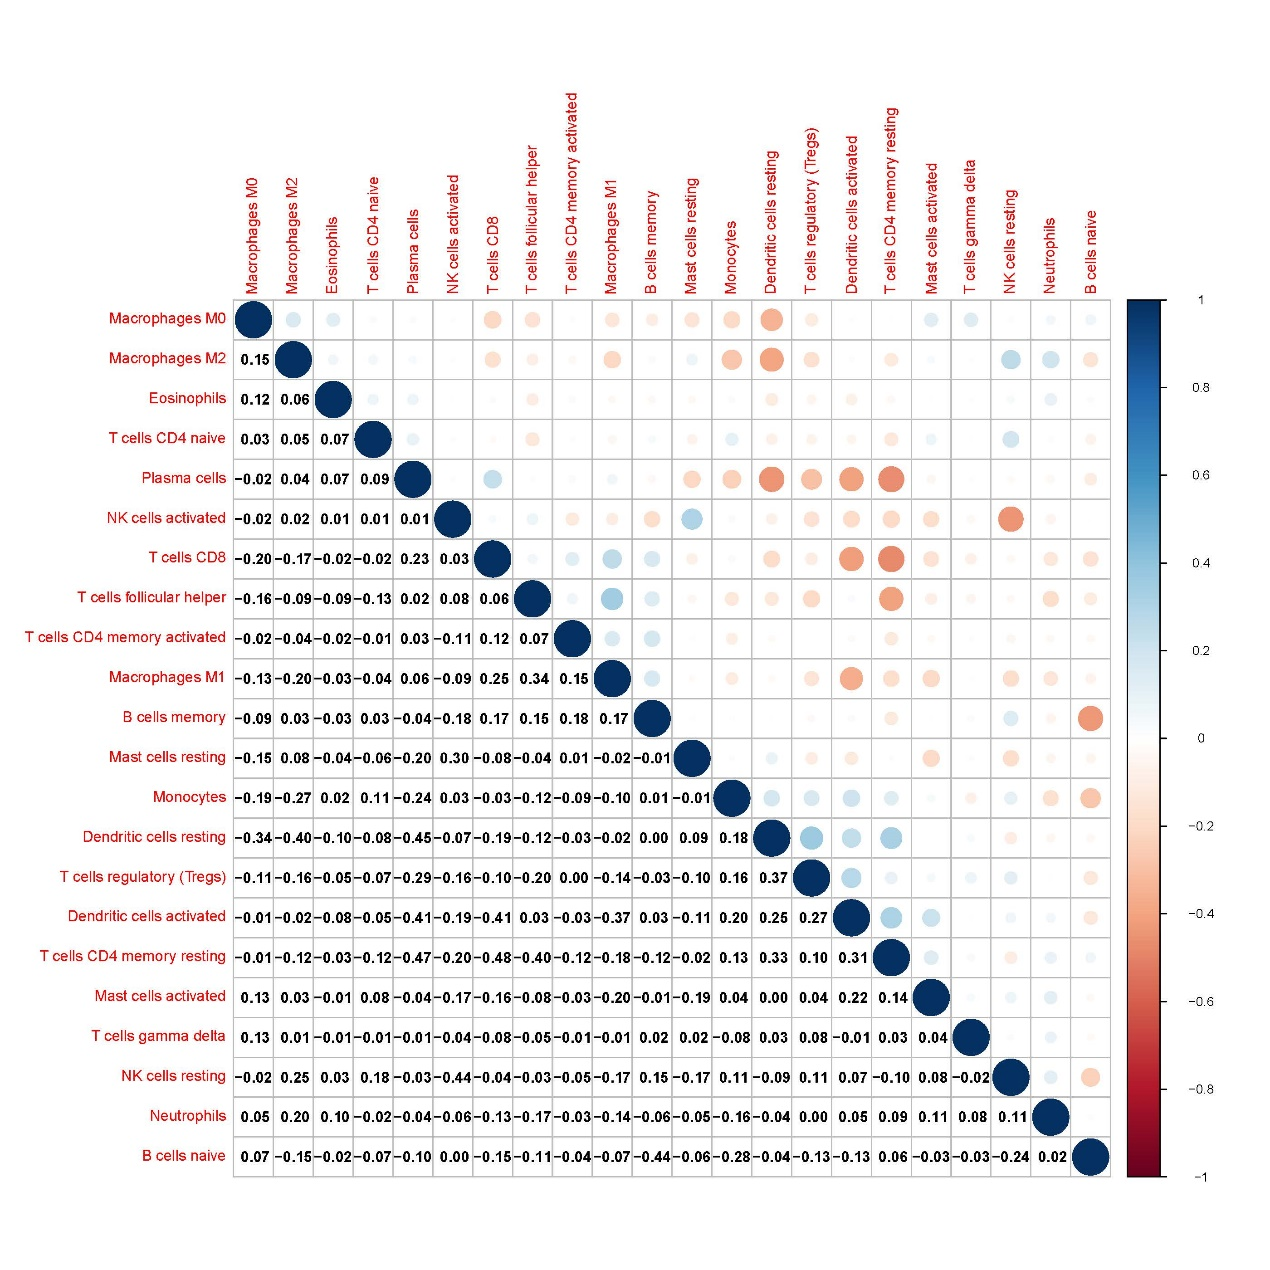 Macrophages M0
Macrophages M2
Eosinophils
T cells CD4 naive
Plasma cells
NK cells activated
T cells CD8
T cells follicular helper
T cells CD4 memory activated
Macrophages M1
B cells memory
Mast cells resting
Monocytes
Dendritic cells resting
T cells regulatory (Tregs)
Dendritic cells activated
T cells CD4 memory resting
Mast cells activated
T cells gamma delta
NK cells resting
Neutrophils
B cells naive
Macrophages M0
Macrophages M2 0.15
Eosinophils 0.12 0.06
T cells CD4 naive 0.03 0.05 0.07
Plasma cells −0.02 0.04 0.07 0.09
NK cells activated −0.02 0.02 0.01 0.01 0.01
T cells CD8 −0.20 −0.17 −0.02 −0.02 0.23 0.03
T cells follicular helper −0.16 −0.09 −0.09 −0.13 0.02 0.08 0.06
T cells CD4 memory activated −0.02 −0.04 −0.02 −0.01 0.03 −0.11 0.12 0.07
Macrophages M1 −0.13 −0.20 −0.03 −0.04 0.06 −0.09 0.25 0.34 0.15
B cells memory −0.09 0.03 −0.03 0.03 −0.04 −0.18 0.17 0.15 0.18 0.17
Mast cells resting −0.15 0.08 −0.04 −0.06 −0.20 0.30 −0.08 −0.04 0.01 −0.02 −0.01
Monocytes −0.19 −0.27 0.02 0.11 −0.24 0.03 −0.03 −0.12 −0.09 −0.10 0.01 −0.01
Dendritic cells resting −0.34 −0.40 −0.10 −0.08 −0.45 −0.07 −0.19 −0.12 −0.03 −0.02 0.00 0.09 0.18
T cells regulatory (Tregs) −0.11 −0.16 −0.05 −0.07 −0.29 −0.16 −0.10 −0.20 0.00 −0.14 −0.03 −0.10 0.16 0.37
Dendritic cells activated −0.01 −0.02 −0.08 −0.05 −0.41 −0.19 −0.41 0.03 −0.03 −0.37 0.03 −0.11 0.20 0.25 0.27
T cells CD4 memory resting −0.01 −0.12 −0.03 −0.12 −0.47 −0.20 −0.48 −0.40 −0.12 −0.18 −0.12 −0.02 0.13 0.33 0.10 0.31
Mast cells activated 0.13 0.03 −0.01 0.08 −0.04 −0.17 −0.16 −0.08 −0.03 −0.20 −0.01 −0.19 0.04 0.00 0.04 0.22 0.14
T cells gamma delta 0.13 0.01 −0.01 −0.01 −0.01 −0.04 −0.08 −0.05 −0.01 −0.01 0.02 0.02 −0.08 0.03 0.08 −0.01 0.03 0.04
NK cells resting −0.02 0.25 0.03 0.18 −0.03 −0.44 −0.04 −0.03 −0.05 −0.17 0.15 −0.17 0.11 −0.09 0.11 0.07 −0.10 0.08 −0.02
Neutrophils 0.05 0.20 0.10 −0.02 −0.04 −0.06 −0.13 −0.17 −0.03 −0.14 −0.06 −0.05 −0.16 −0.04 0.00 0.05 0.09 0.11 0.08 0.11
B cells naive 0.07 −0.15 −0.02 −0.07 −0.10 0.00 −0.15 −0.11 −0.04 −0.07 −0.44 −0.06 −0.28 −0.04 −0.13 −0.13 0.06 −0.03 −0.03 −0.24 0.02
1
0.8
0.6
0.4
0.2
0
−0.2
−0.4
−0.6
−0.8
−1